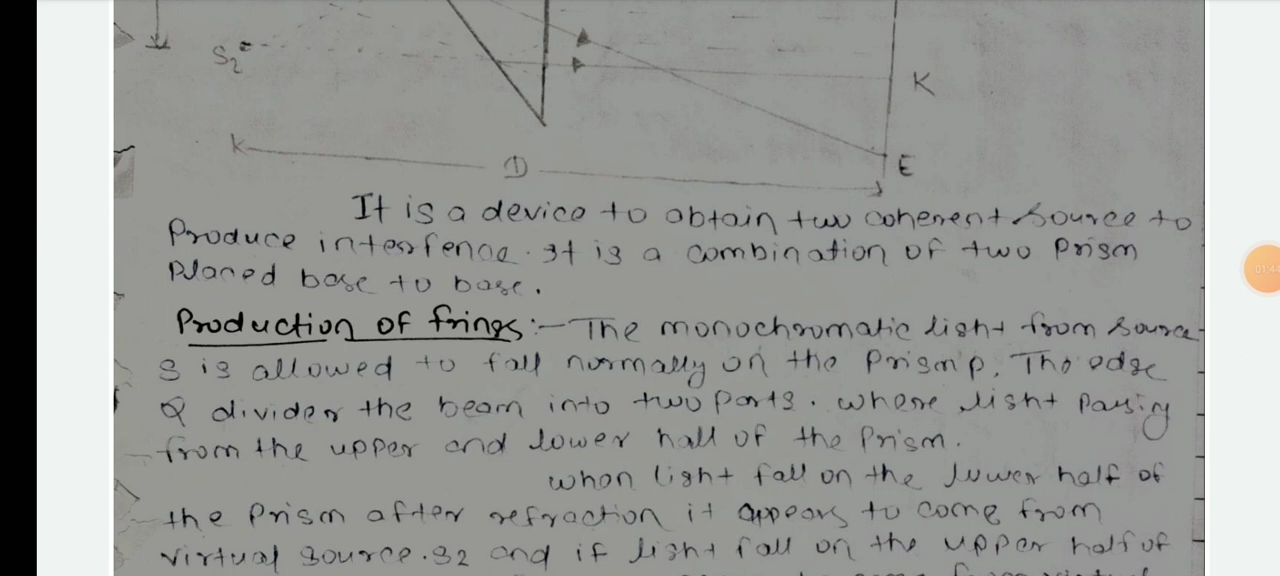 S2
K
K
D
E
It is a device to obtain two coherent source to
Produce interfence. It is a combination of two Prism
Placed base to base.
Production of frings:- The monochromatic light from source
S is allowed to fall normally on the Prism p. The edge
Q divides the beam into two parts. where light Passing
from the upper and lower half of the Prism.
when light fall on the lower half of
the Prism after refraction it appears to come from
virtual source. S2 and if light fall on the upper half of
01:44